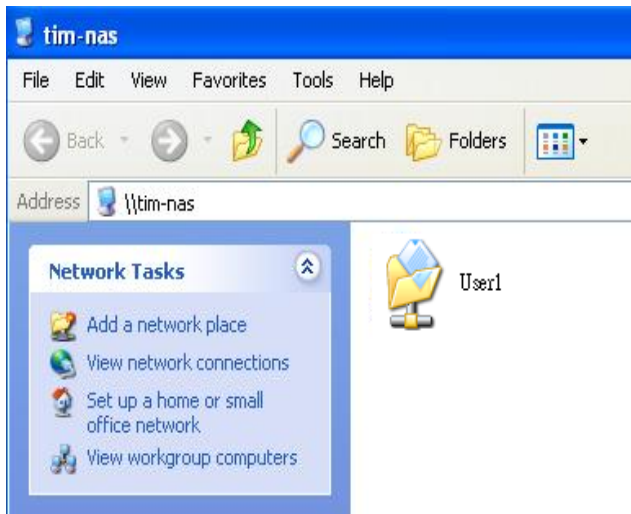 tim-nas
File Edit View Favorites Tools Help
Back Search Folders
Address \\tim-nas
Network Tasks
User1
Add a network place
View network connections
Set up a home or small
office network
View workgroup computers